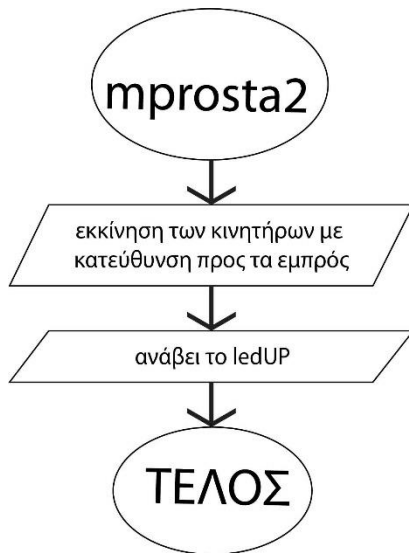 mprosta2
εκκίνηση των κινητήρων με
κατεύθυνση προς τα εμπρός
ανάβει το ledUP
ΤΕΛΟΣ